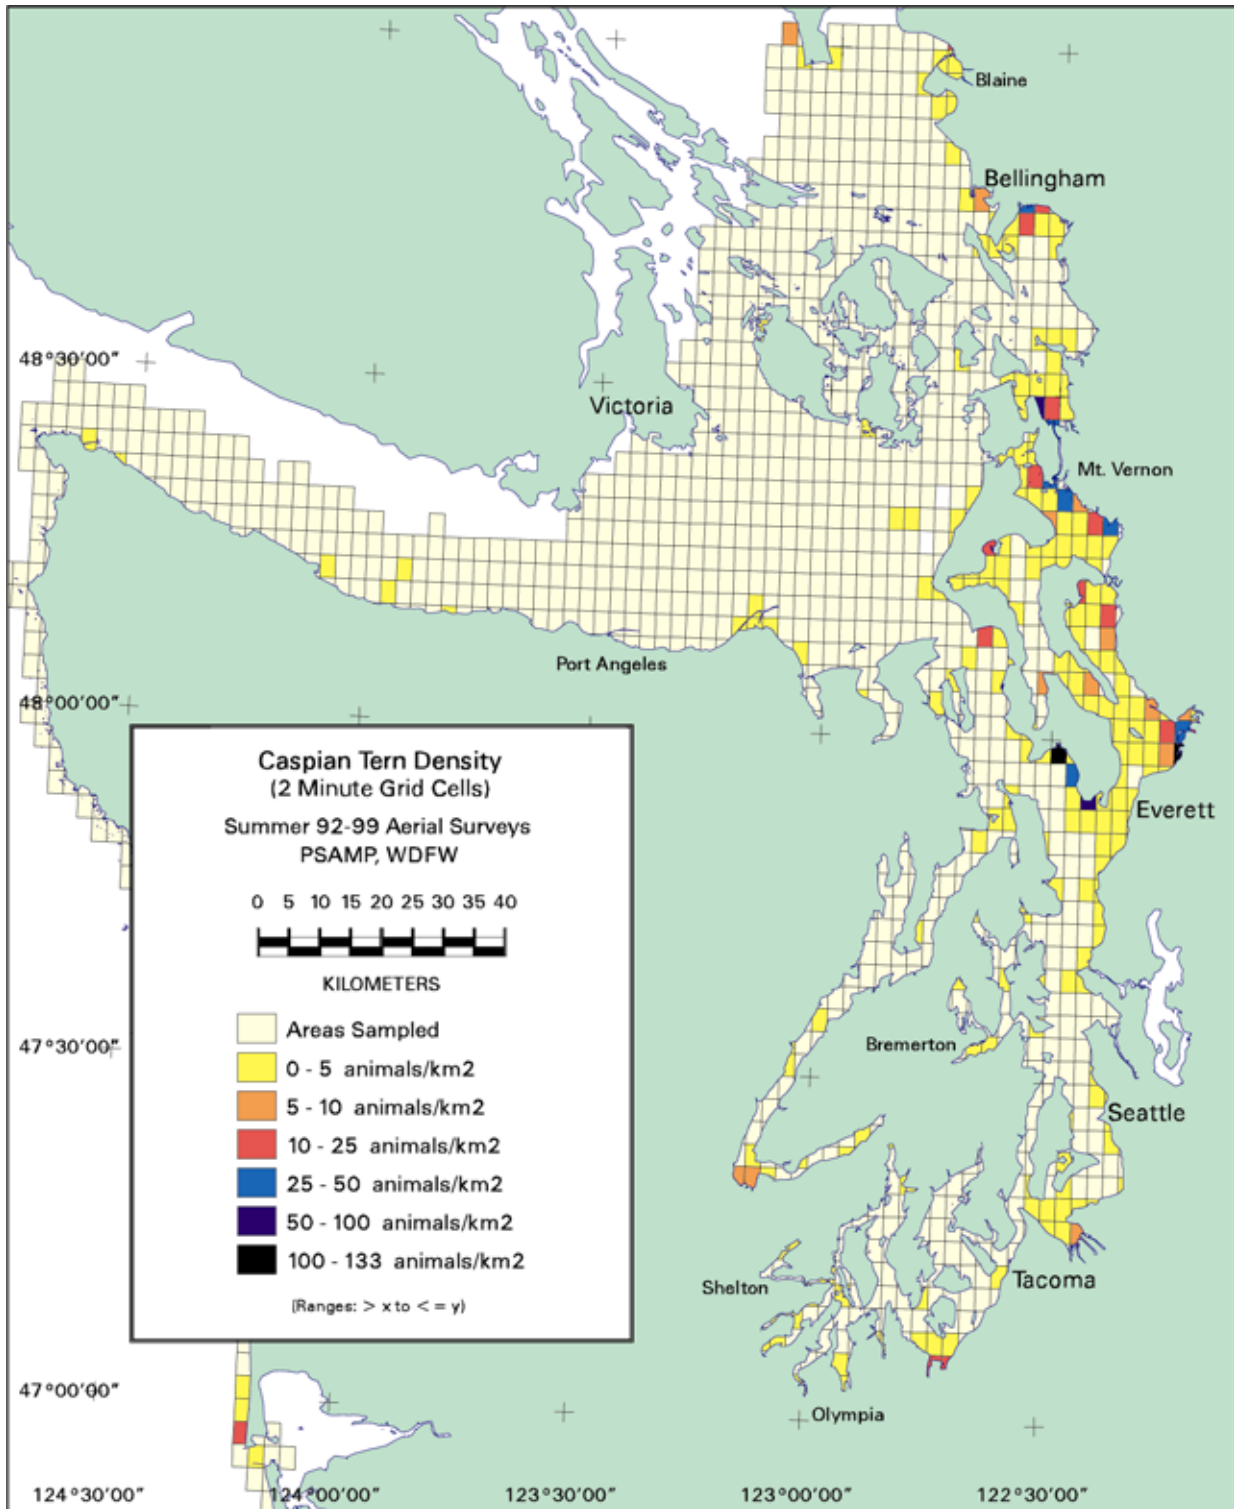 Blaine
Bellingham
48°30'00"
Victoria
Mt. Vernon
Port Angeles
48°00'00"
Caspian Tern Density
(2 Minute Grid Cells)
Everett
Summer 92-99 Aerial Surveys
PSAMP, WDFW
0 5 10 15 20 25 30 35 40
KILOMETERS
Areas Sampled
47°30'00"
Bremerton
0 - 5 animals/km2
5 - 10 animals/km2
Seattle
10 - 25 animals/km2
25 - 50 animals/km2
50 - 100 animals/km2
100 - 133 animals/km2
Tacoma
Shelton
(Ranges: > x to < = y)
47°00'00"
Olympia
124°30'00" 124°00'00" 123°30'00" 123°00'00" 122°30'00"